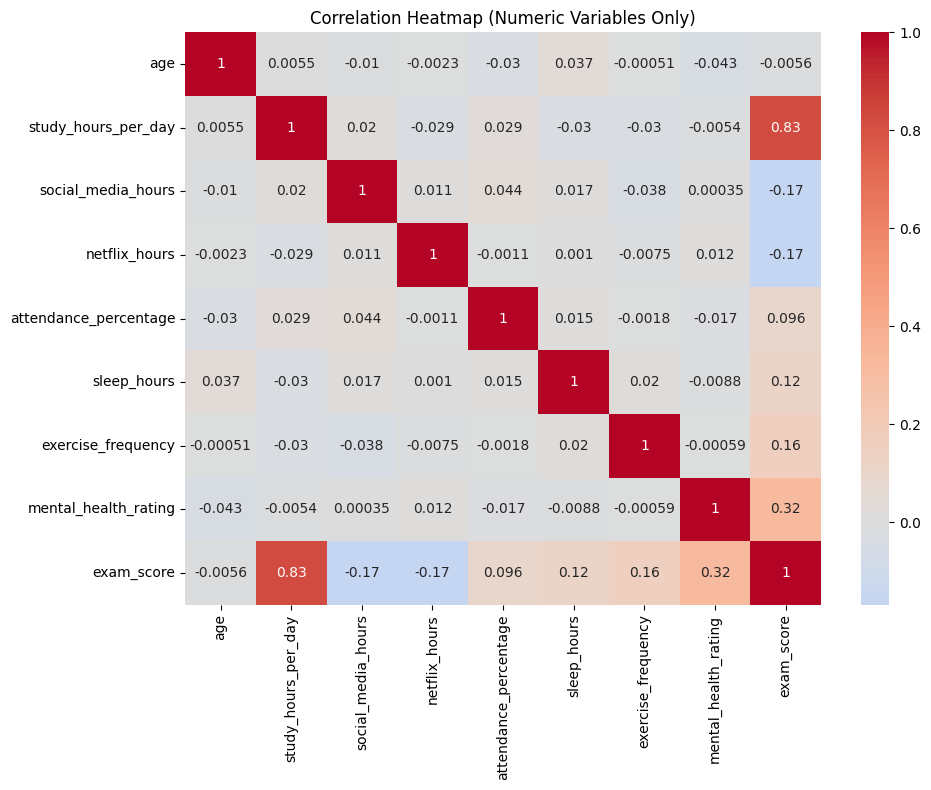 Correlation Heatmap (Numeric Variables Only)
age 1 0.0055 -0.01 -0.0023 -0.03 0.037 -0.00051 -0.043 -0.0056
study_hours_per_day 0.0055 1 0.02 -0.029 0.029 -0.03 -0.03 -0.0054 0.83
social_media_hours -0.01 0.02 1 0.011 0.044 0.017 -0.038 0.00035 -0.17
netflix_hours -0.0023 -0.029 0.011 1 -0.0011 0.001 -0.0075 0.012 -0.17
attendance_percentage -0.03 0.029 0.044 -0.0011 1 0.015 -0.0018 -0.017 0.096
sleep_hours 0.037 -0.03 0.017 0.001 0.015 1 0.02 -0.0088 0.12
exercise_frequency -0.00051 -0.03 -0.038 -0.0075 -0.0018 0.02 1 -0.00059 0.16
mental_health_rating -0.043 -0.0054 0.00035 0.012 -0.017 -0.0088 -0.00059 1 0.32
exam_score -0.0056 0.83 -0.17 -0.17 0.096 0.12 0.16 0.32 1
age
study_hours_per_day
social_media_hours
netflix_hours
attendance_percentage
sleep_hours
exercise_frequency
mental_health_rating
exam_score
1.0
0.8
0.6
0.4
0.2
0.0